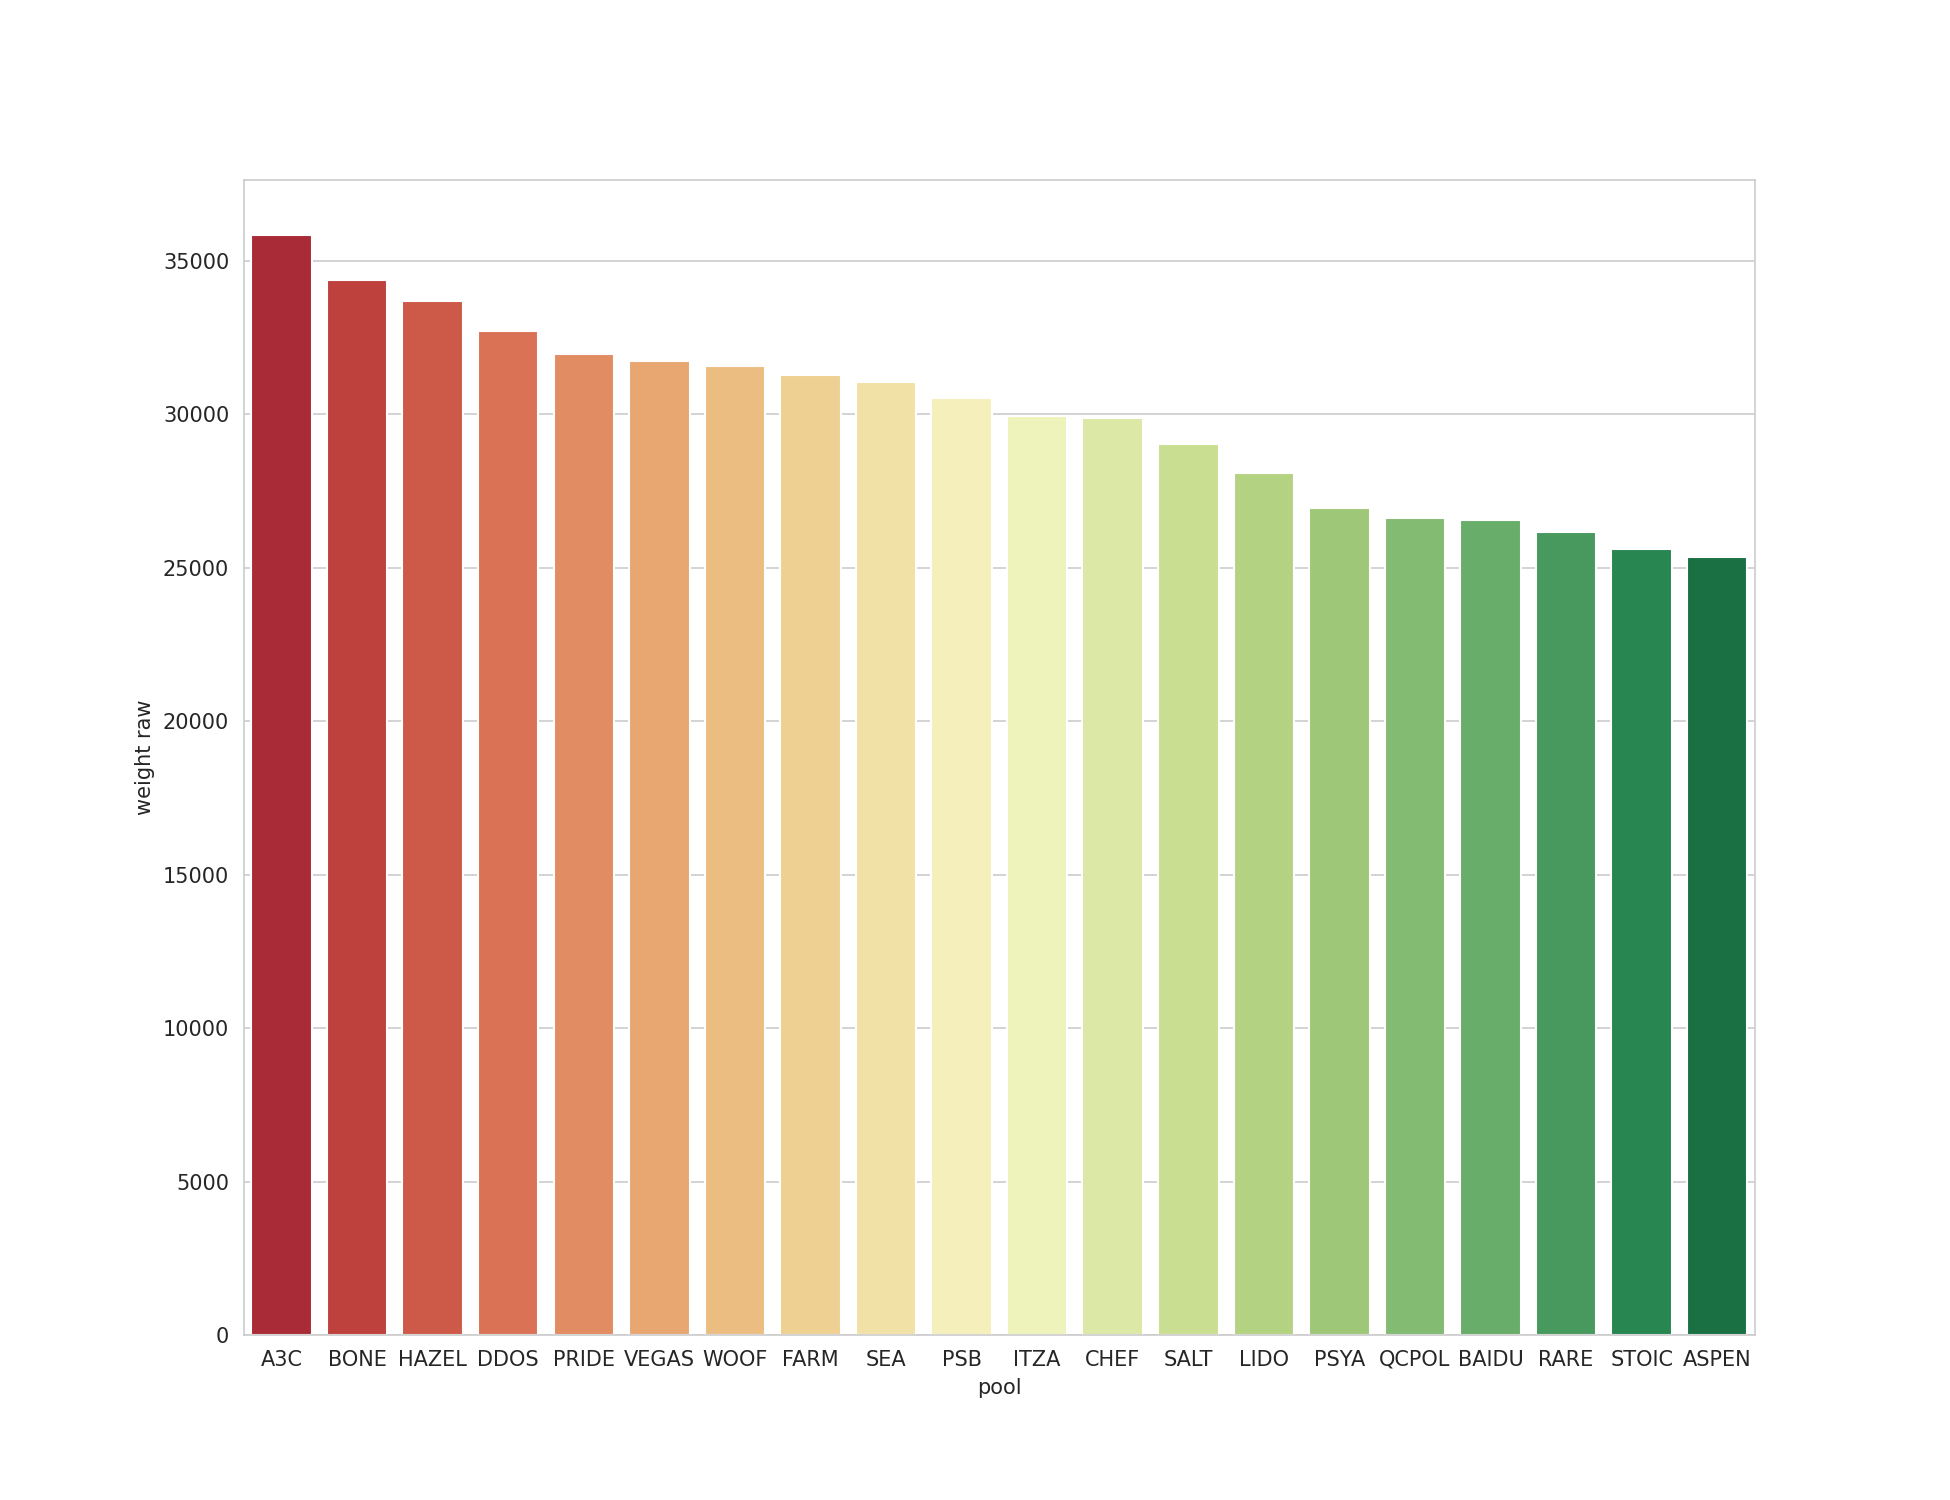 35000
30000
25000
20000
15000
10000
5000
0
weight raw
A3C BONE HAZEL DDOS PRIDE VEGAS WOOF FARM SEA PSB ITZA CHEF SALT LIDO PSYA QCPOL BAIDU RARE STOIC ASPEN
pool